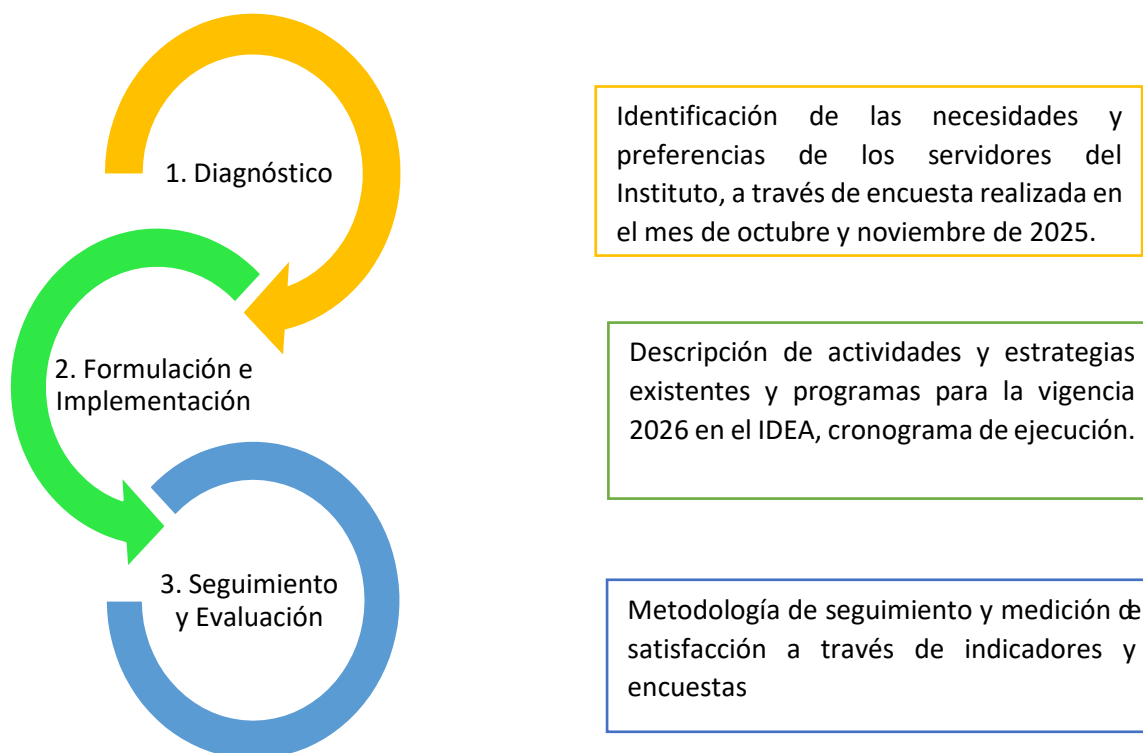 1. Diagnóstico
Identificación de las necesidades y
preferencias de los servidores del
Instituto, a través de encuesta realizada en
el mes de octubre y noviembre de 2025.
2. Formulación e
Implementación
Descripción de actividades y estrategias
existentes y programas para la vigencia
2026 en el IDEA, cronograma de ejecución.
3. Seguimiento
y Evaluación
Metodología de seguimiento y medición de
satisfacción a través de indicadores y
encuestas